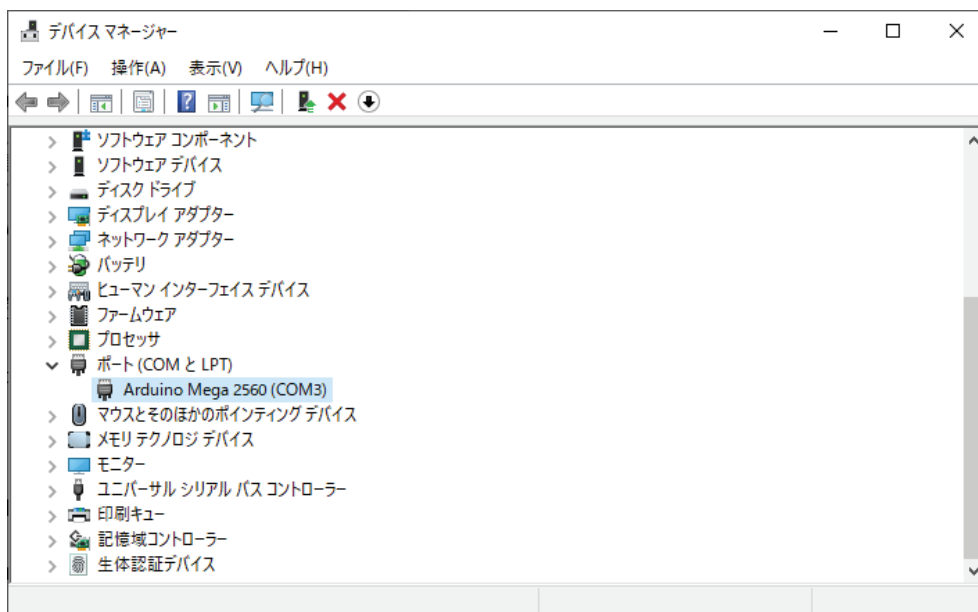 デバイス マネージャー
ファイル(F) 操作(A) 表示(V) ヘルプ(H)
ソフトウェア コンポーネント
ソフトウェア デバイス
ディスク ドライブ
ディスプレイ アダプター
ネットワーク アダプター
バッテリ
ヒューマン インターフェイス デバイス
ファームウェア
プロセッサ
ポート (COM と LPT)
Arduino Mega 2560 (COM3)
マウスとそのほかのポインティング デバイス
メモリ テクノロジ デバイス
モニター
ユニバーサル シリアル バス コントローラー
印刷キュー
記憶域コントローラー
生体認証デバイス